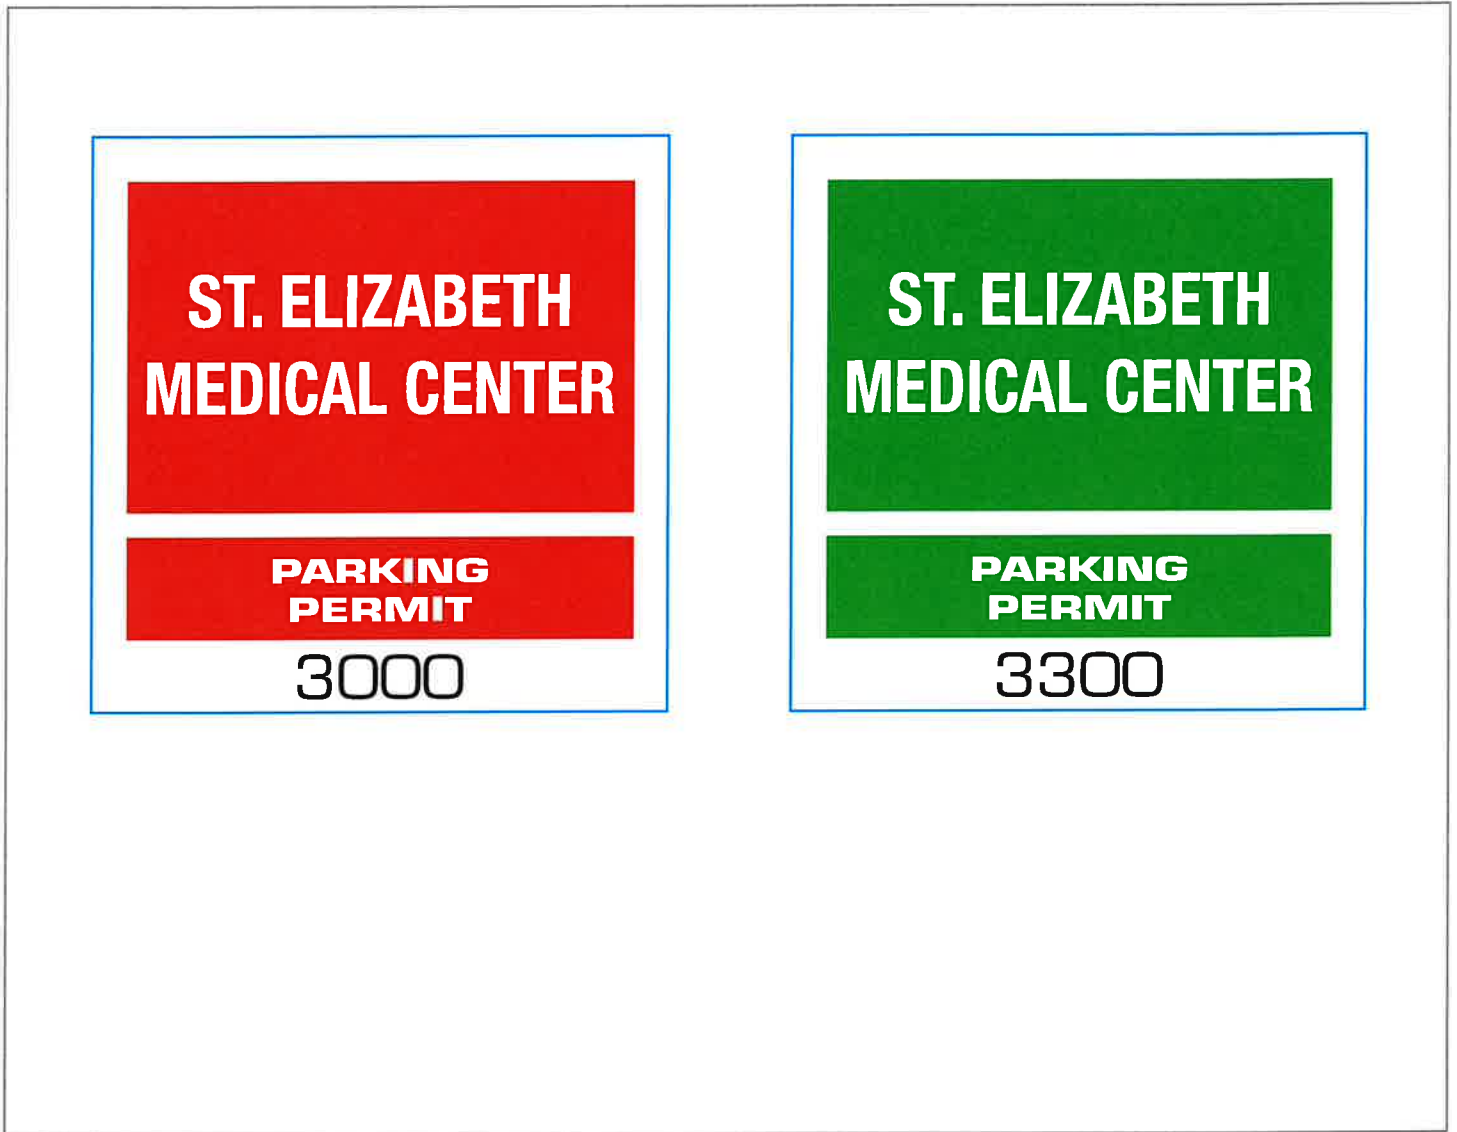 ST. ELIZABETH
MEDICAL CENTER
PARKING
PERMIT
3000
ST. ELIZABETH
MEDICAL CENTER
PARKING
PERMIT
3300